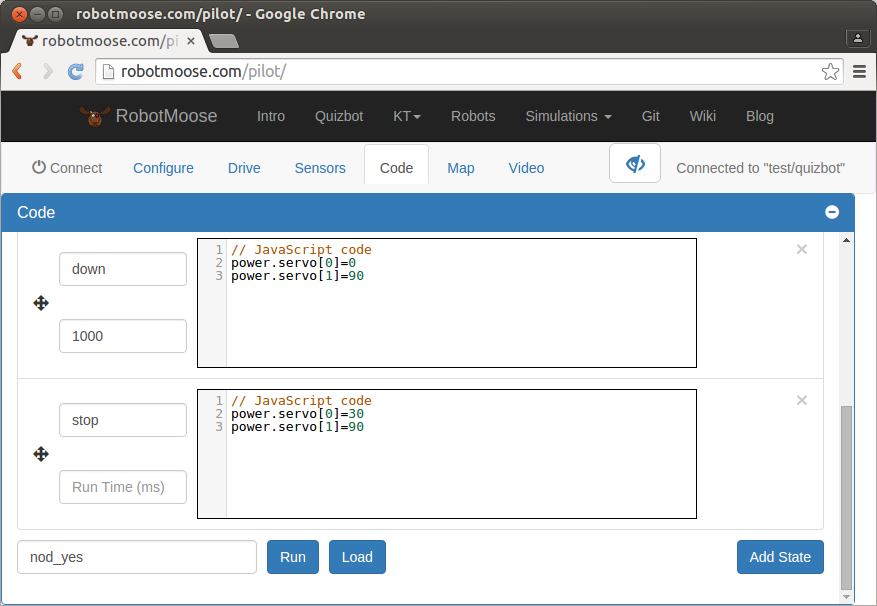 robotmoose.com/pilot/ - Google Chrome
robotmoose.com/pi
robotmoose.com/pilot/
RobotMoose Intro Quizbot KT Robots Simulations Git Wiki Blog
Connect Configure Drive Sensors Code Map Video Connected to "test/quizbot"
Code
down
1000
1 // JavaScript code
2 power.servo[0]=0
3 power.servo[1]=90
stop
Run Time (ms)
1 // JavaScript code
2 power.servo[0]=30
3 power.servo[1]=90
nod_yes Run Load Add State